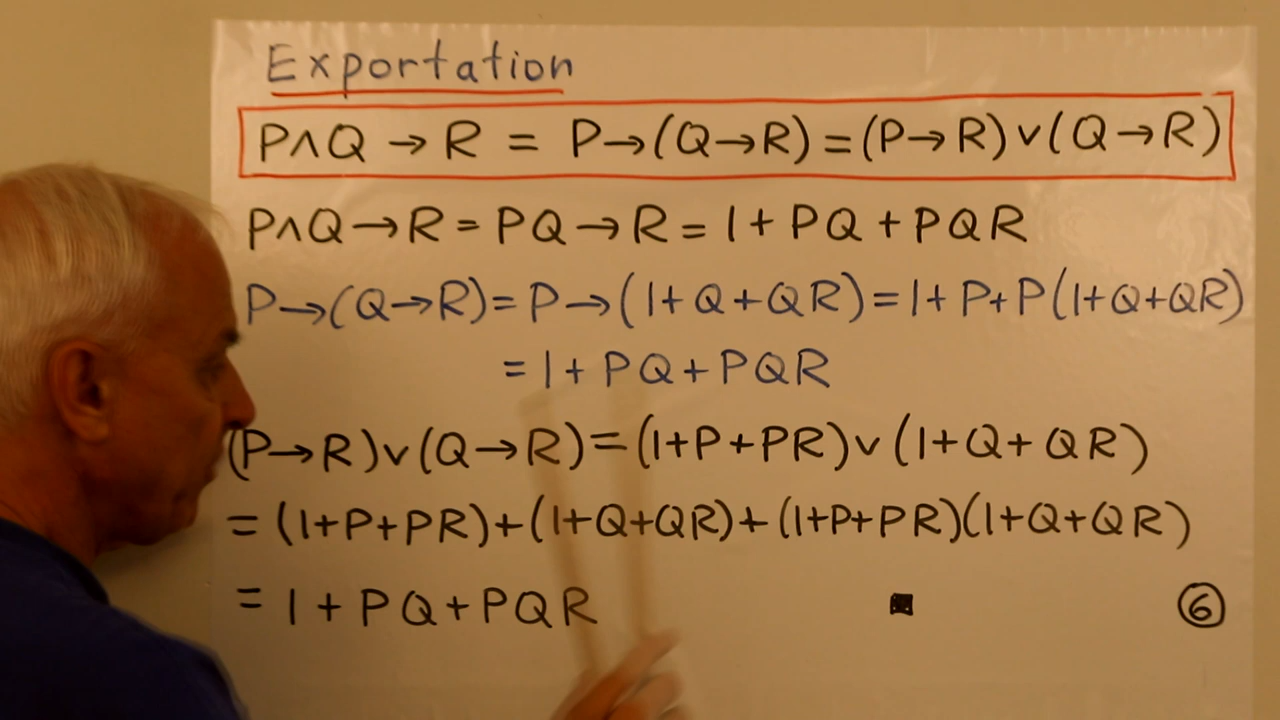 Exportation
P∧Q → R = P→(Q→R) = (P→R)∨(Q→R)
P∧Q→R = PQ→R = 1 + PQ + PQR
P→(Q→R) = P→(1+Q+QR) = 1+P+P(1+Q+QR)
= 1+PQ+PQR
(P→R)∨(Q→R) = (1+P+PR)∨(1+Q+QR)
= (1+P+PR)+(1+Q+QR)+(1+P+PR)(1+Q+QR)
= 1+PQ+PQR ■ ⑥